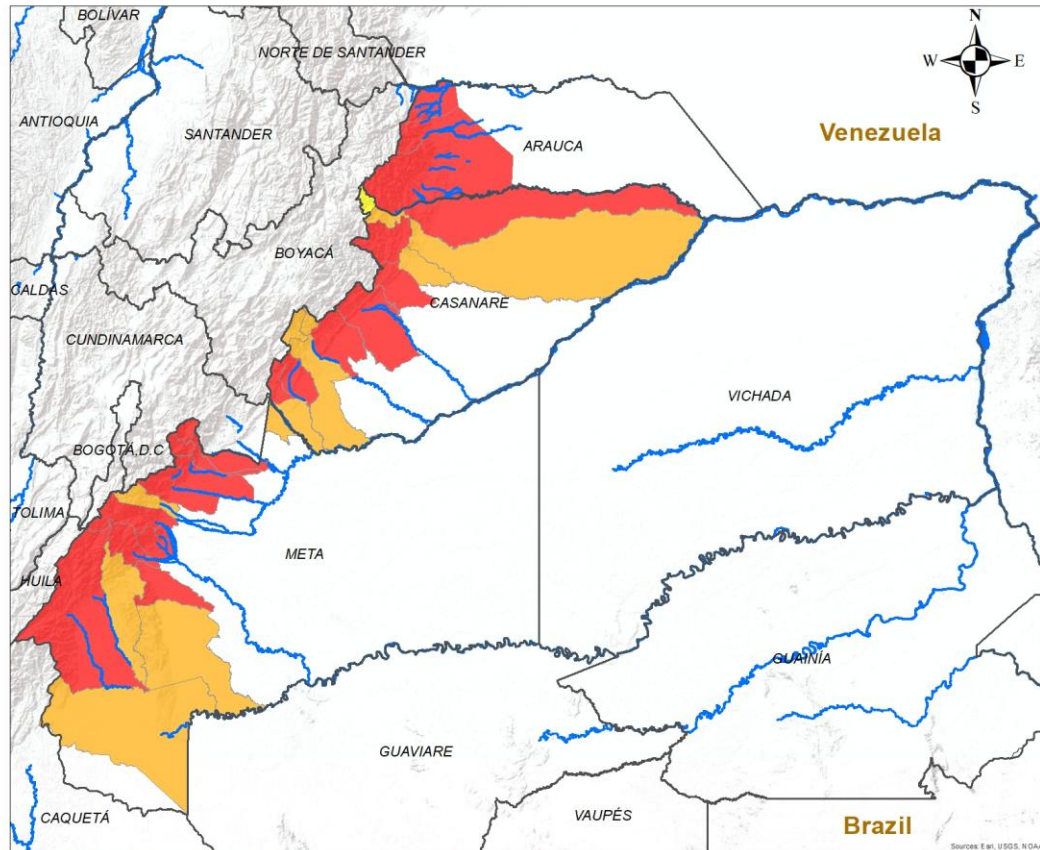 BOLÍVAR
N
NORTE DE SANTANDER
W E
S
ANTIOQUIA
SANTANDER
ARAUCA
Venezuela
BOYACÁ
CALDAS
CASANARE
CUNDINAMARCA
VICHADA
BOGOTÁ,D.C
TOLIMA
META
HUILA
GUAINÍA
GUAVIARE
CAQUETÁ
VAUPÉS
Brazil
Sources: Esri, USGS, NOAA